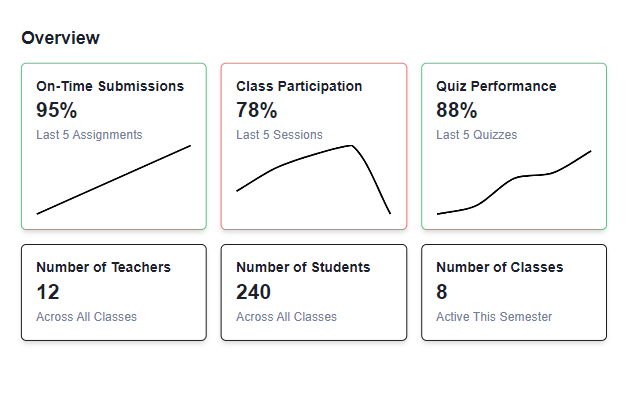 Overview
On-Time Submissions
95%
Last 5 Assignments
Class Participation
78%
Last 5 Sessions
Quiz Performance
88%
Last 5 Quizzes
Number of Teachers
12
Across All Classes
Number of Students
240
Across All Classes
Number of Classes
8
Active This Semester